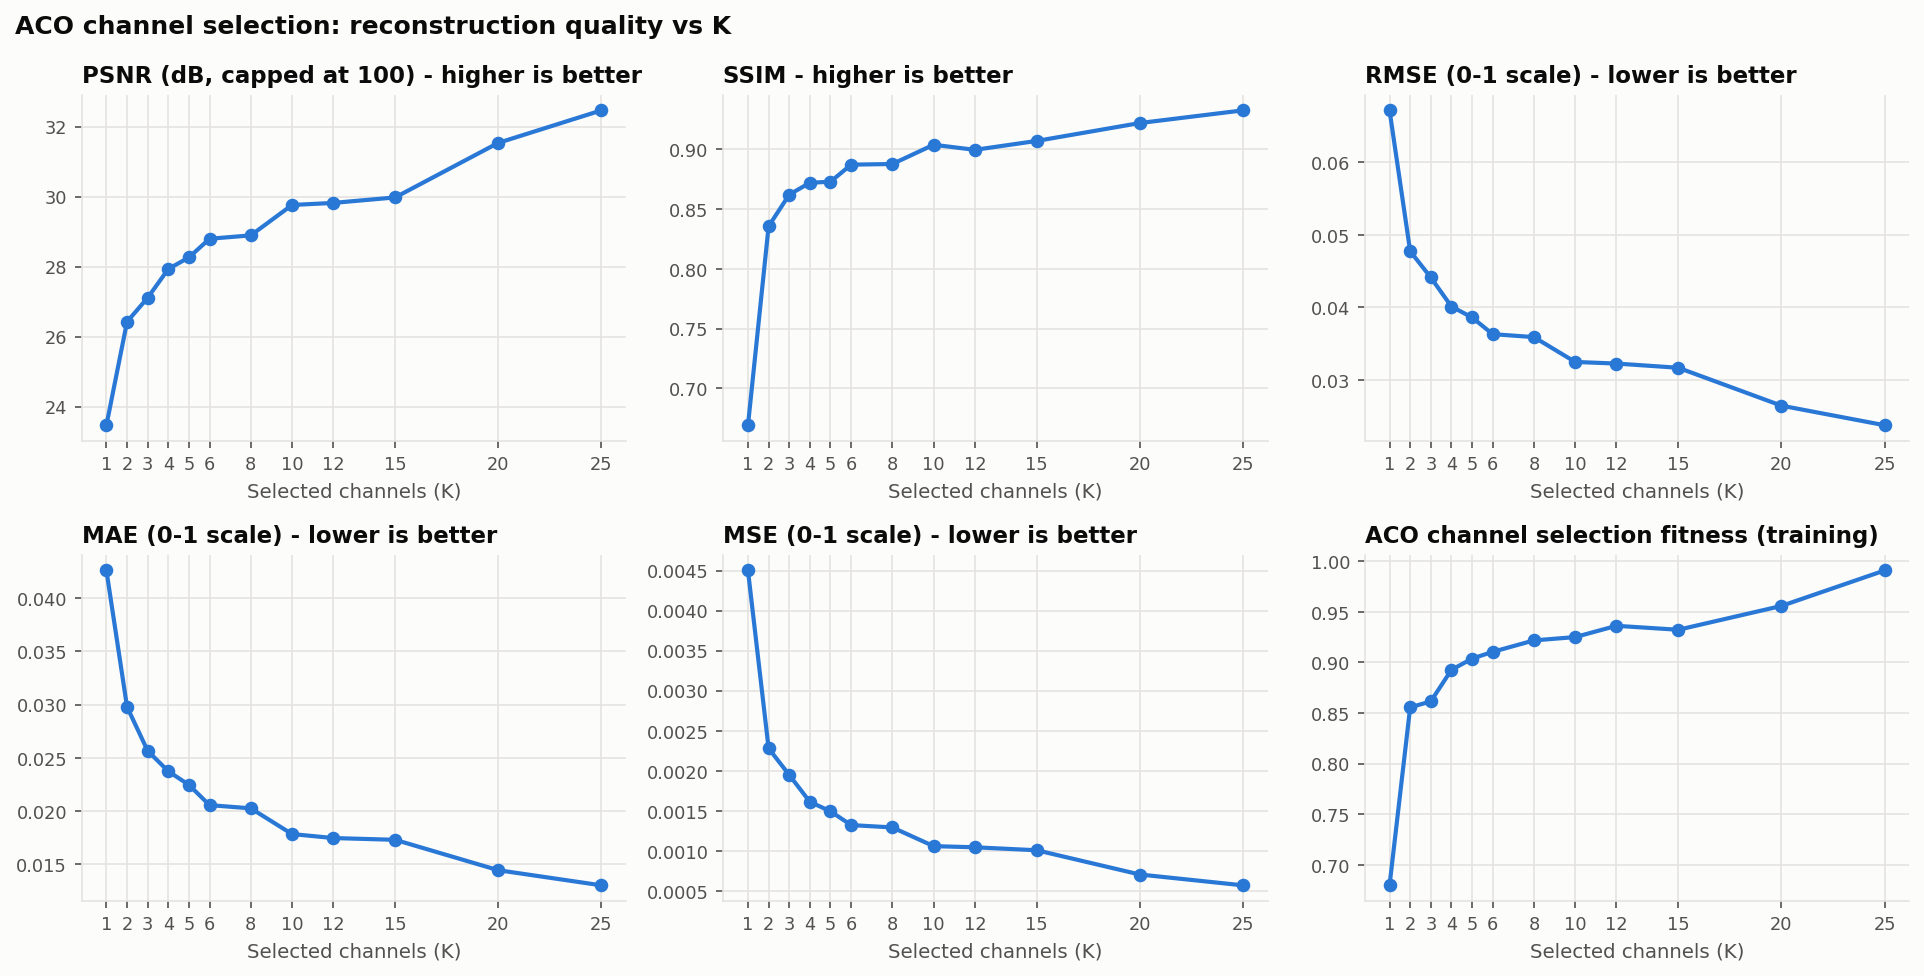 ACO channel selection: reconstruction quality vs K
PSNR (dB, capped at 100) - higher is better
32
30
28
26
24
1 2 3 4 5 6 8 10 12 15 20 25
Selected channels (K)
SSIM - higher is better
0.90
0.85
0.80
0.75
0.70
1 2 3 4 5 6 8 10 12 15 20 25
Selected channels (K)
RMSE (0-1 scale) - lower is better
0.06
0.05
0.04
0.03
1 2 3 4 5 6 8 10 12 15 20 25
Selected channels (K)
MAE (0-1 scale) - lower is better
0.040
0.035
0.030
0.025
0.020
0.015
1 2 3 4 5 6 8 10 12 15 20 25
Selected channels (K)
MSE (0-1 scale) - lower is better
0.0045
0.0040
0.0035
0.0030
0.0025
0.0020
0.0015
0.0010
0.0005
1 2 3 4 5 6 8 10 12 15 20 25
Selected channels (K)
ACO channel selection fitness (training)
1.00
0.95
0.90
0.85
0.80
0.75
0.70
1 2 3 4 5 6 8 10 12 15 20 25
Selected channels (K)